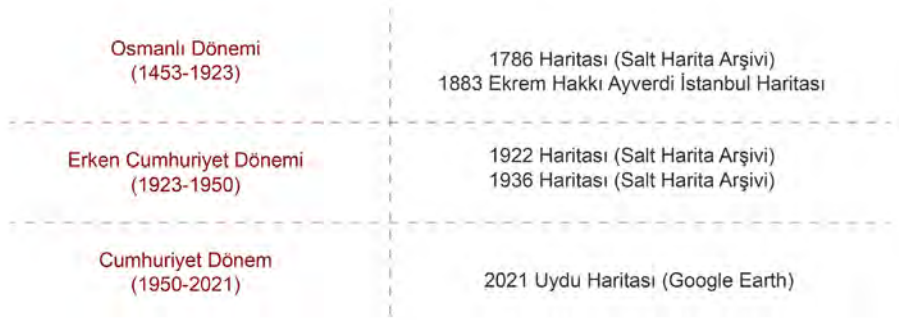 Osmanlı Dönemi
(1453-1923)
1786 Haritası (Salt Harita Arşivi)
1883 Ekrem Hakkı Ayverdi İstanbul Haritası
Erken Cumhuriyet Dönemi
(1923-1950)
1922 Haritası (Salt Harita Arşivi)
1936 Haritası (Salt Harita Arşivi)
Cumhuriyet Dönem
(1950-2021)
2021 Uydu Haritası (Google Earth)